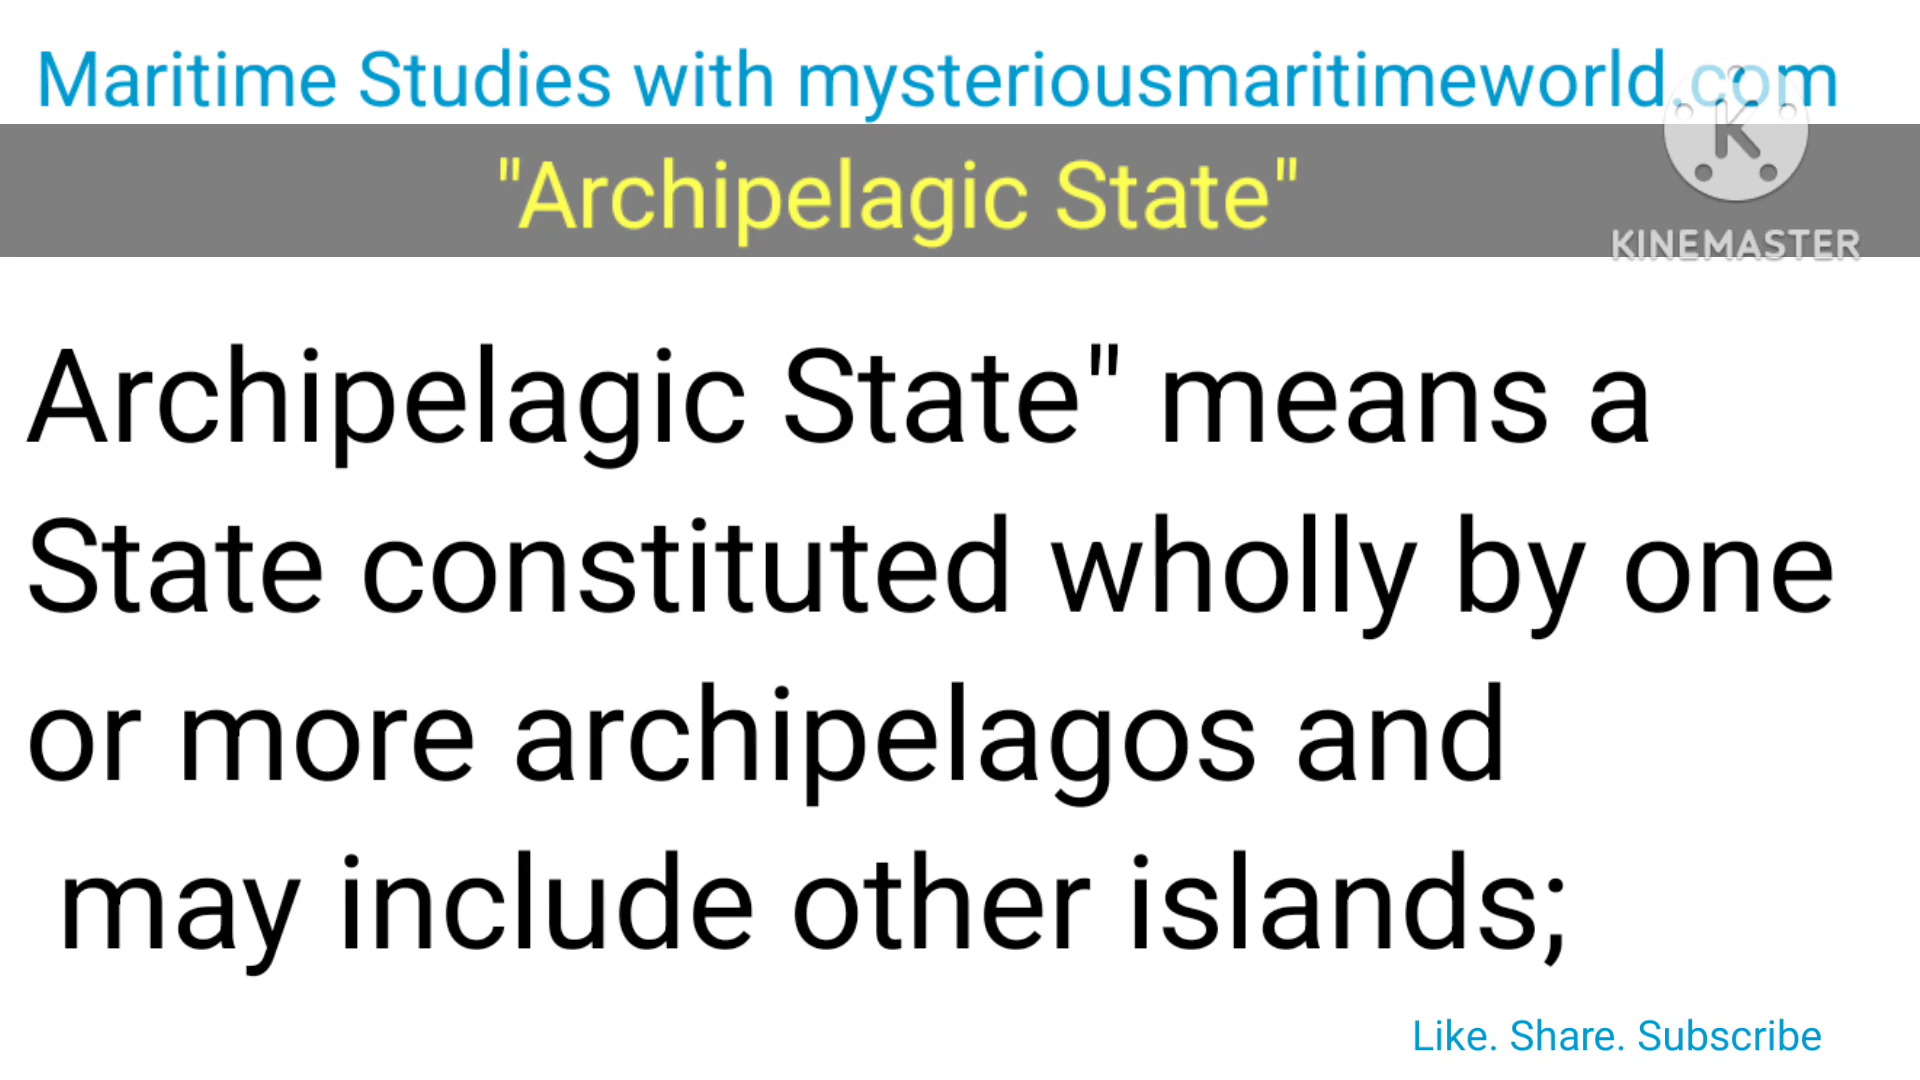 Maritime Studies with mysteriousmaritimeworld.com
"Archipelagic State"
K
KINEMASTER
Archipelagic State" means a
State constituted wholly by one
or more archipelagos and
may include other islands;
Like. Share. Subscribe